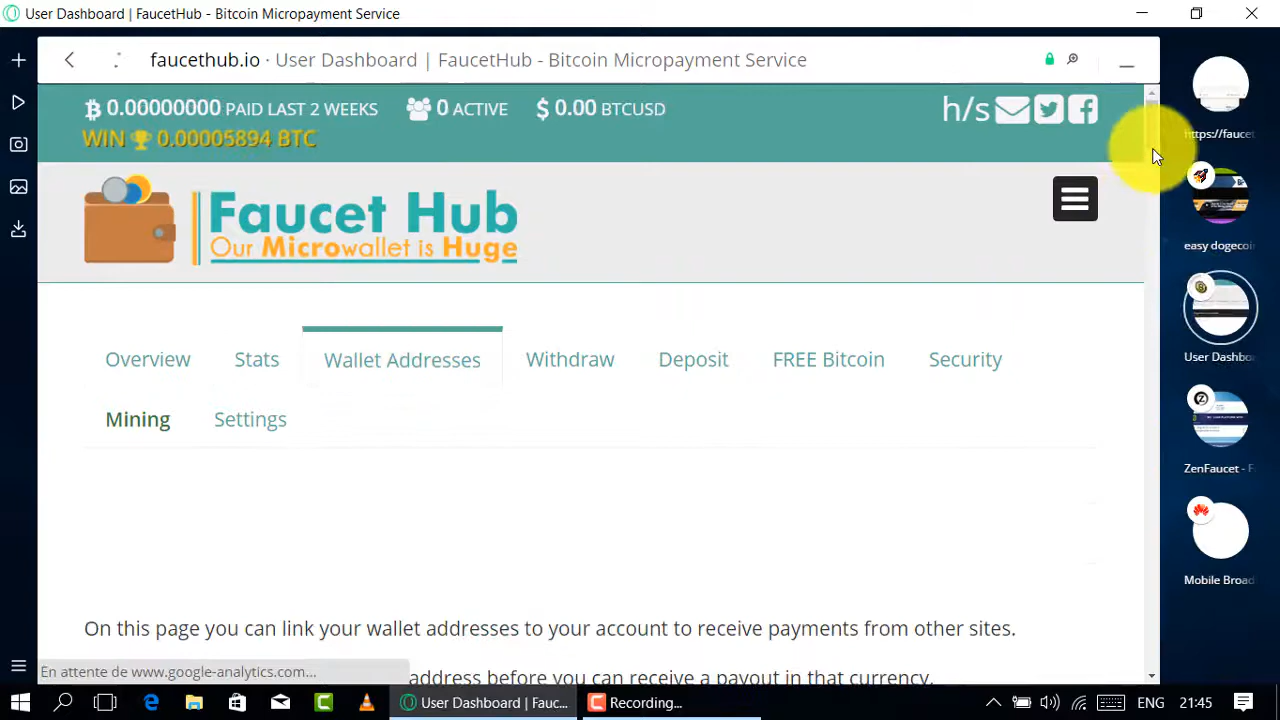 User Dashboard | FaucetHub - Bitcoin Micropayment Service
faucethub.io · User Dashboard | FaucetHub - Bitcoin Micropayment Service
0.00000000 PAID LAST 2 WEEKS 0 ACTIVE $ 0.00 BTCUSD
h/s
WIN 0.00005894 BTC
Faucet Hub
Our Microwallet is Huge
Overview Stats Wallet Addresses Withdraw Deposit FREE Bitcoin Security
Mining Settings
On this page you can link your wallet addresses to your account to receive payments from other sites.
address before you can receive a payout in that currency.
En attente de www.google-analytics.com...
https://faucet
easy dogecoi
User Dashbo
ZenFaucet - F
Mobile Broad
User Dashboard | Fauc...
Recording...
ENG
21:45